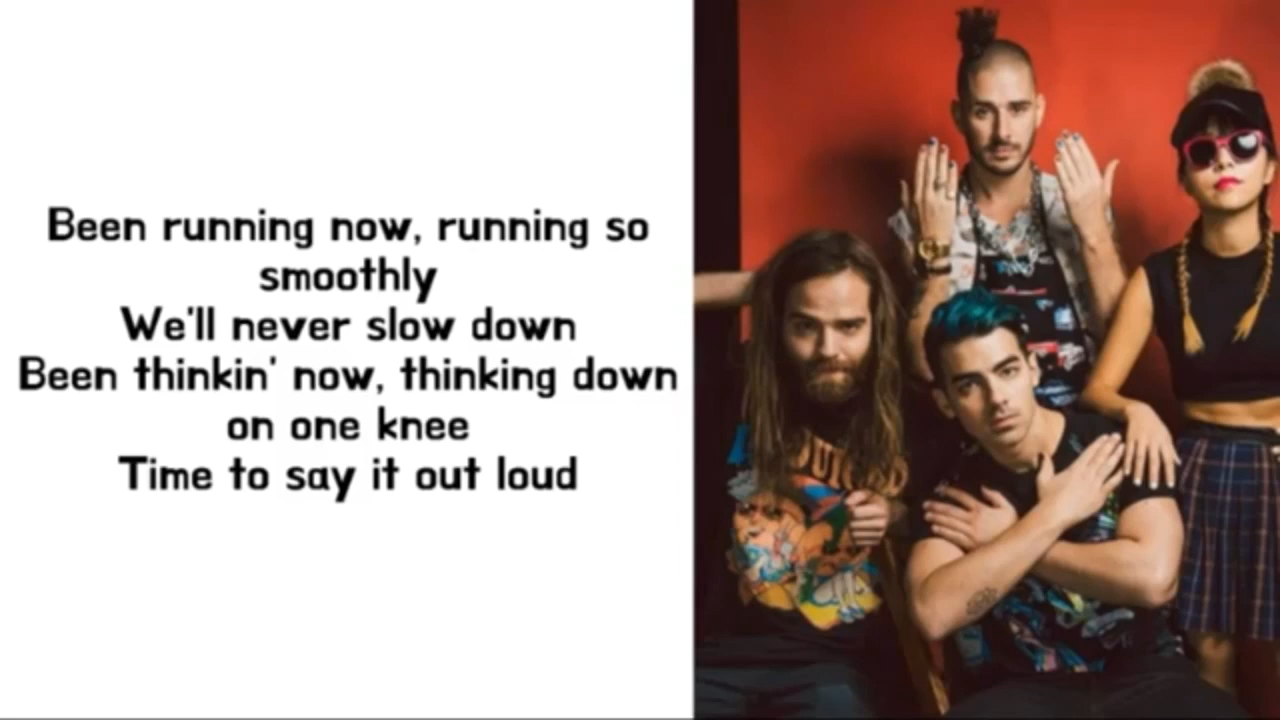 Been running now, running so
smoothly
We'll never slow down
Been thinkin' now, thinking down
on one knee
Time to say it out loud